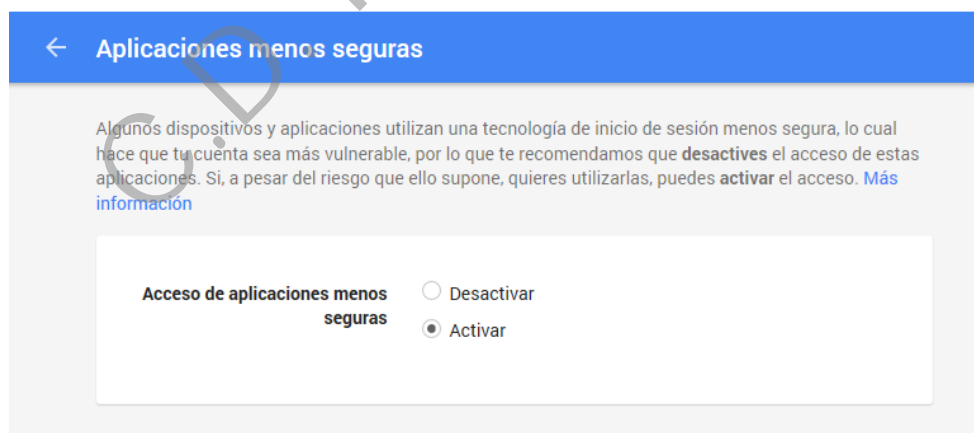 Aplicaciones menos seguras
Algunos dispositivos y aplicaciones utilizan una tecnología de inicio de sesión menos segura, lo cual
hace que tu cuenta sea más vulnerable, por lo que te recomendamos que desactives el acceso de estas
aplicaciones. Si, a pesar del riesgo que ello supone, quieres utilizarlas, puedes activar el acceso. Más
información
Acceso de aplicaciones menos
seguras
Desactivar
Activar
C.D